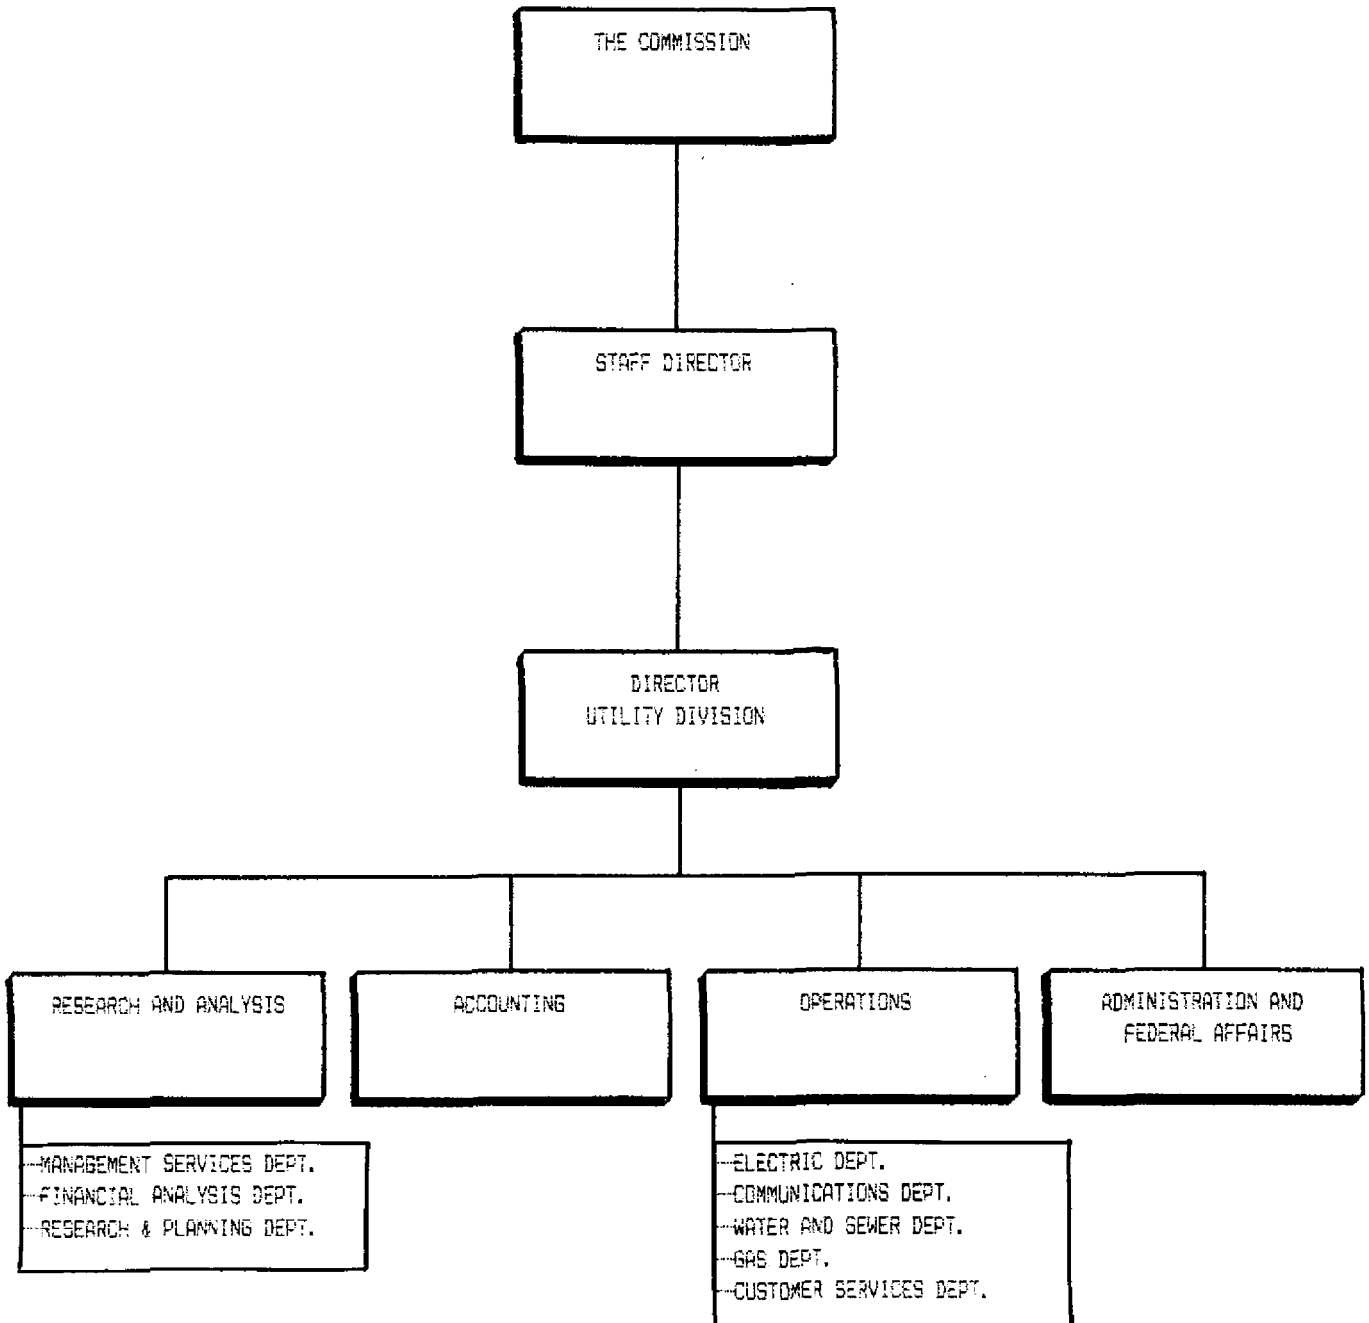 THE COMMISSION
STAFF DIRECTOR
DIRECTOR
UTILITY DIVISION
RESEARCH AND ANALYSIS
ACCOUNTING
OPERATIONS
ADMINISTRATION AND
FEDERAL AFFAIRS
MANAGEMENT SERVICES DEPT.
FINANCIAL ANALYSIS DEPT.
RESEARCH & PLANNING DEPT.
ELECTRIC DEPT.
COMMUNICATIONS DEPT.
WATER AND SEWER DEPT.
GAS DEPT.
CUSTOMER SERVICES DEPT.